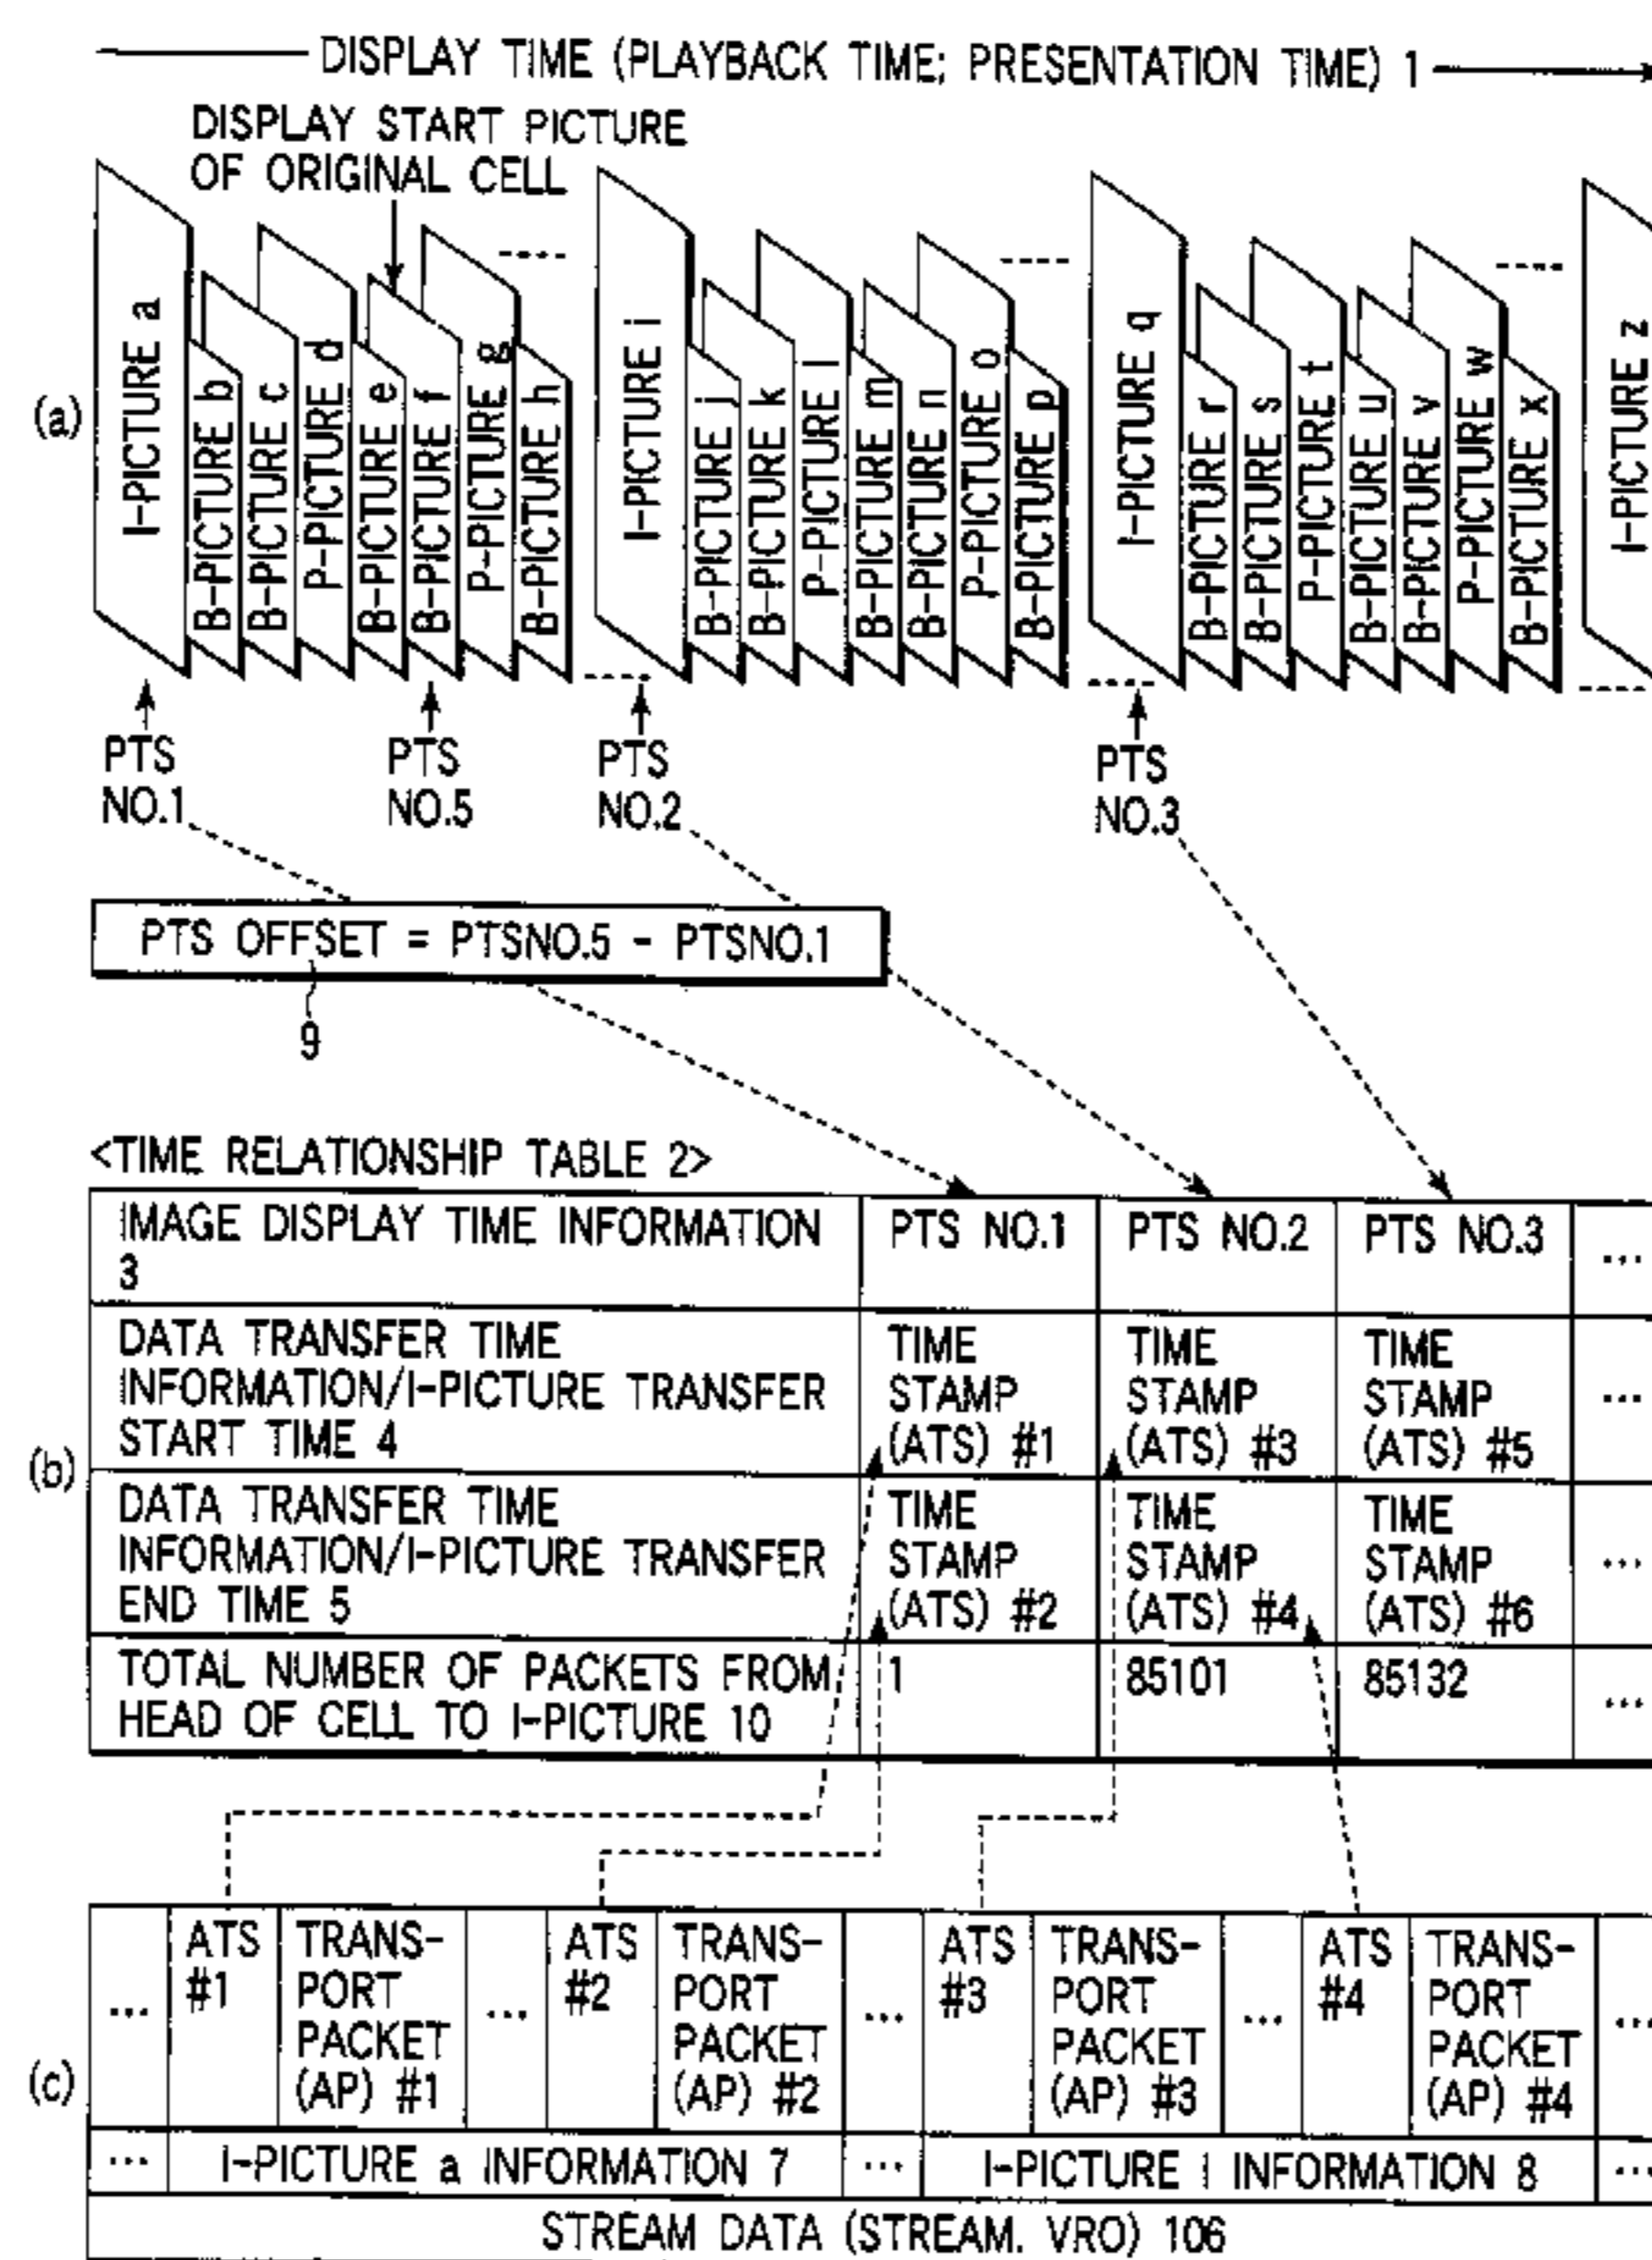 DISPLAY TIME (PLAYBACK TIME; PRESENTATION TIME) 1
DISPLAY START PICTURE
OF ORIGINAL CELL
(a)
I-PICTURE a
B-PICTURE b
B-PICTURE c
P-PICTURE d
B-PICTURE e
B-PICTURE f
P-PICTURE g
B-PICTURE h
I-PICTURE i
B-PICTURE j
B-PICTURE k
P-PICTURE l
B-PICTURE m
B-PICTURE n
P-PICTURE o
B-PICTURE p
I-PICTURE q
B-PICTURE r
B-PICTURE s
P-PICTURE t
B-PICTURE u
B-PICTURE v
P-PICTURE w
B-PICTURE x
I-PICTURE z
PTS
NO.1
PTS
NO.5
PTS
NO.2
PTS
NO.3
PTS OFFSET = PTSNO.5 - PTSNO.1
9
<TIME RELATIONSHIP TABLE 2>
(b)
IMAGE DISPLAY TIME INFORMATION
3
PTS NO.1
PTS NO.2
PTS NO.3
...
DATA TRANSFER TIME
INFORMATION/I-PICTURE TRANSFER
START TIME 4
TIME
STAMP
(ATS) #1
TIME
STAMP
(ATS) #3
TIME
STAMP
(ATS) #5
...
DATA TRANSFER TIME
INFORMATION/I-PICTURE TRANSFER
END TIME 5
TIME
STAMP
(ATS) #2
TIME
STAMP
(ATS) #4
TIME
STAMP
(ATS) #6
...
TOTAL NUMBER OF PACKETS FROM
HEAD OF CELL TO I-PICTURE 10
1
85101
85132
...
(c)
...
ATS
#1
TRANS-
PORT
PACKET
(AP) #1
...
ATS
#2
TRANS-
PORT
PACKET
(AP) #2
...
ATS
#3
TRANS-
PORT
PACKET
(AP) #3
...
ATS
#4
TRANS-
PORT
PACKET
(AP) #4
...
... I-PICTURE a INFORMATION 7 ... I-PICTURE i INFORMATION 8 ...
STREAM DATA (STREAM. VRO) 106